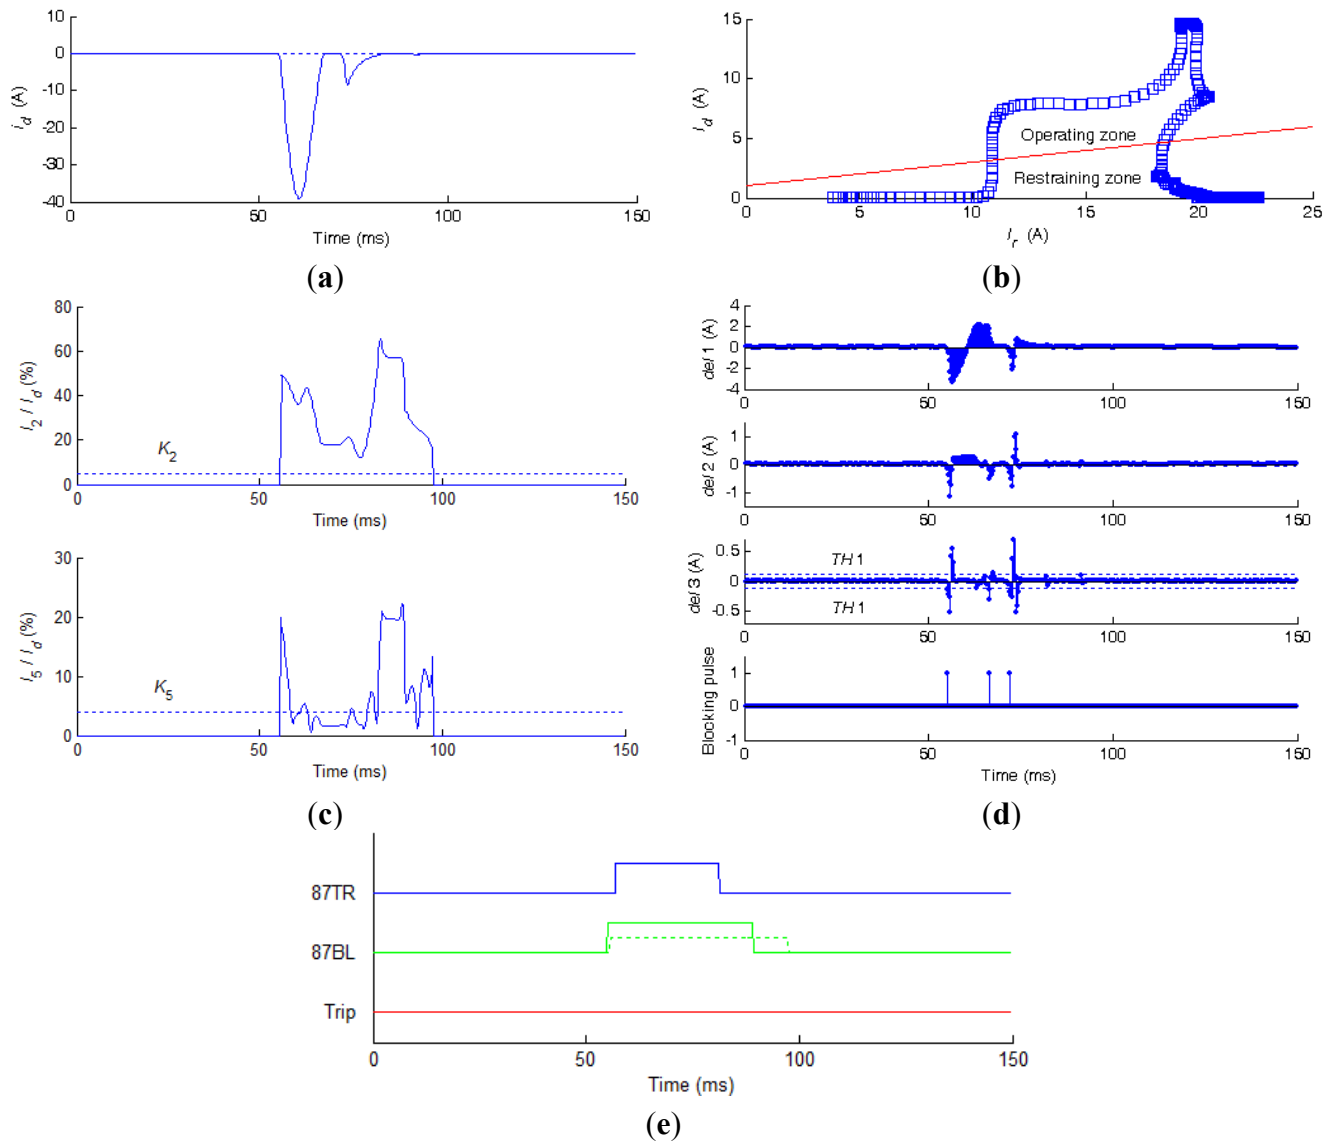 0
-10
-20
-30
-40
i_d (A)
0 50 100 150
Time (ms)
(a)
15
10
5
0
I_d (A)
Operating zone
Restraining zone
0 5 10 15 20 25
I_r (A)
(b)
80
60
40
20
0
I_2 / I_d (%)
K_2
0 50 100 150
Time (ms)
30
20
10
0
I_5 / I_d (%)
K_5
0 50 100 150
Time (ms)
(c)
4
2
0
-2
-4
del 1 (A)
0 50 100 150
1
0
-1
del 2 (A)
0 50 100 150
0.5
0
-0.5
del 3 (A)
TH 1
TH 1
0 50 100 150
1
0
-1
Blocking pulse
0 50 100 150
Time (ms)
(d)
87TR
87BL
Trip
0 50 100 150
Time (ms)
(e)